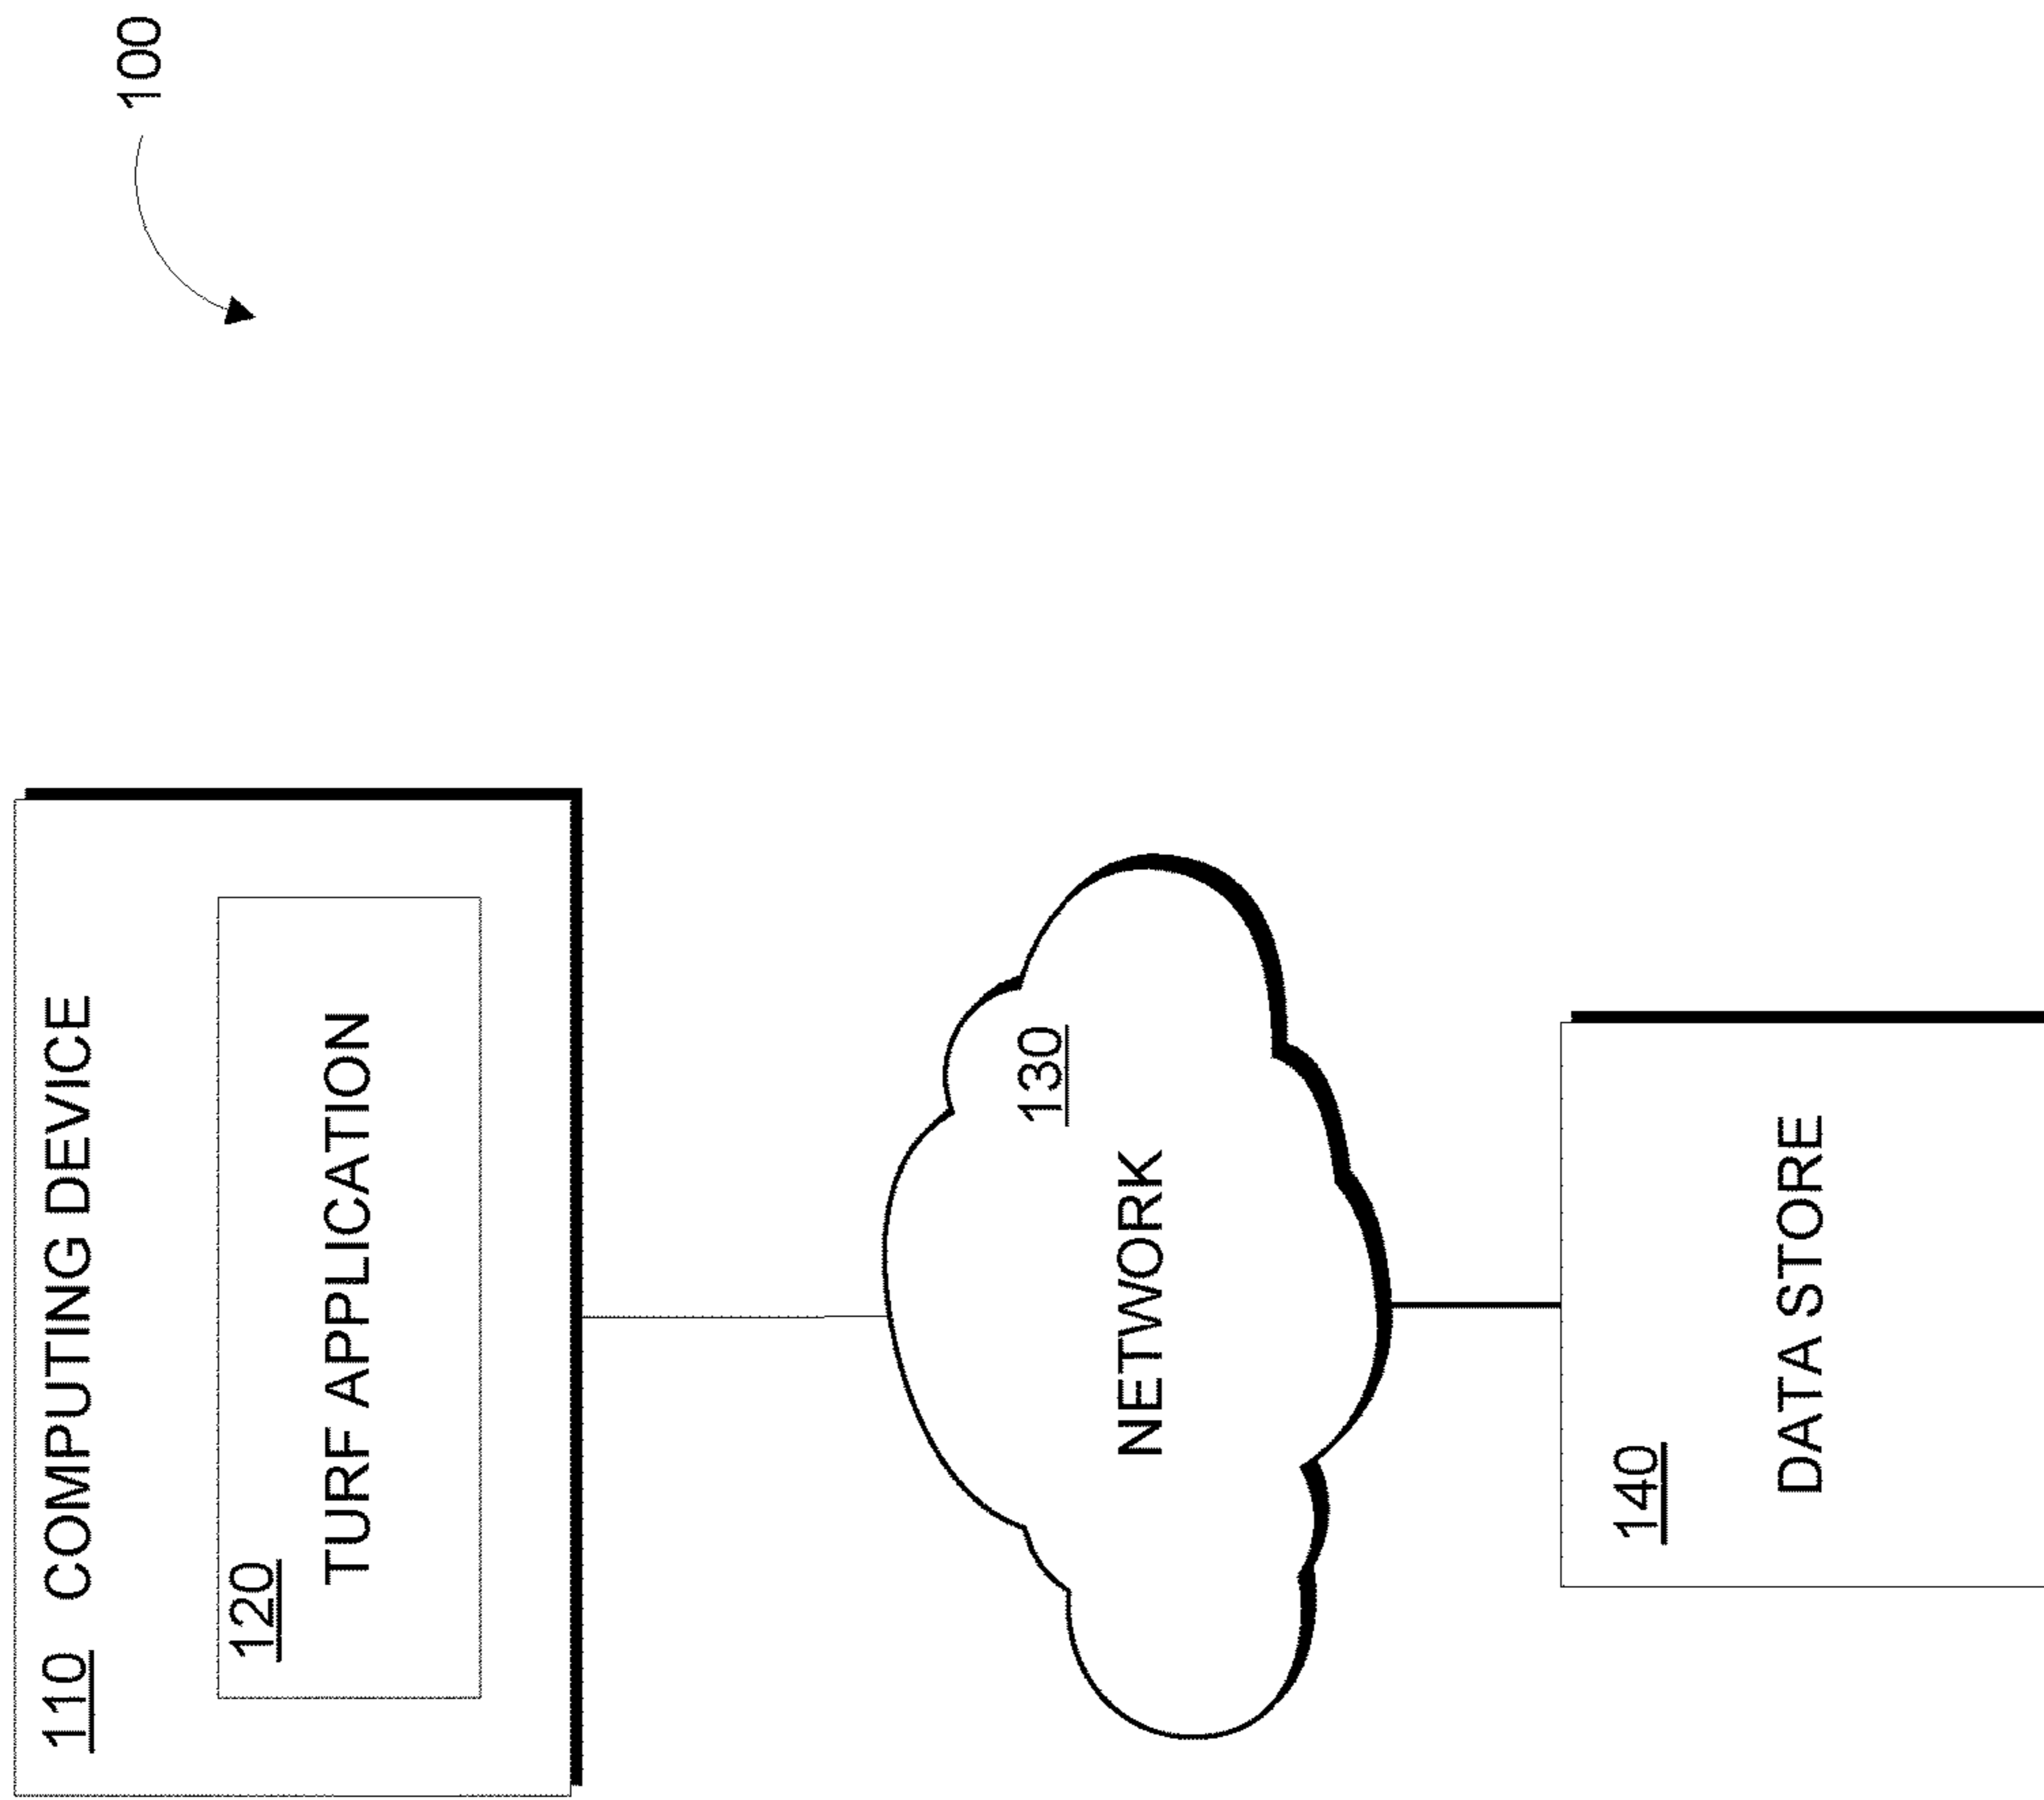 100
110 COMPUTING DEVICE
120
TURF APPLICATION
130
NETWORK
140
DATA STORE